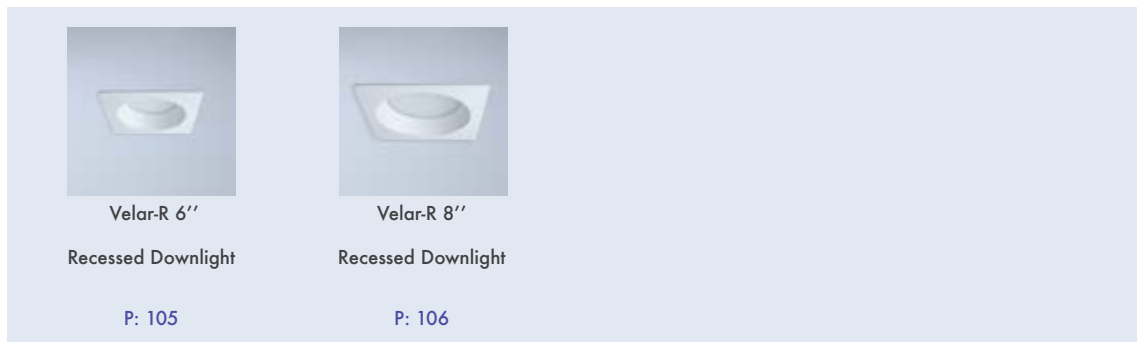 Velar-R 6’’
Recessed Downlight
P: 105
Velar-R 8’’
Recessed Downlight
P: 106